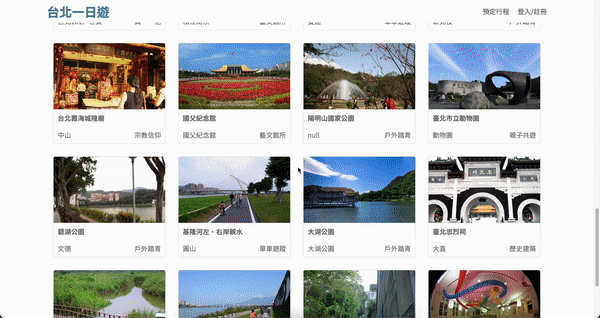 台北一日遊
預定行程 登入/註冊
台北霞海城隍廟
中山 宗教信仰
國父紀念館
國父紀念館 藝文館所
陽明山國家公園
null 戶外踏青
臺北市立動物園
動物園 親子共遊
碧湖公園
文德 戶外踏青
基隆河左、右岸親水
圓山 單車遊蹤
大湖公園
大湖公園 戶外踏青
臺北忠烈祠
大直 歷史建築